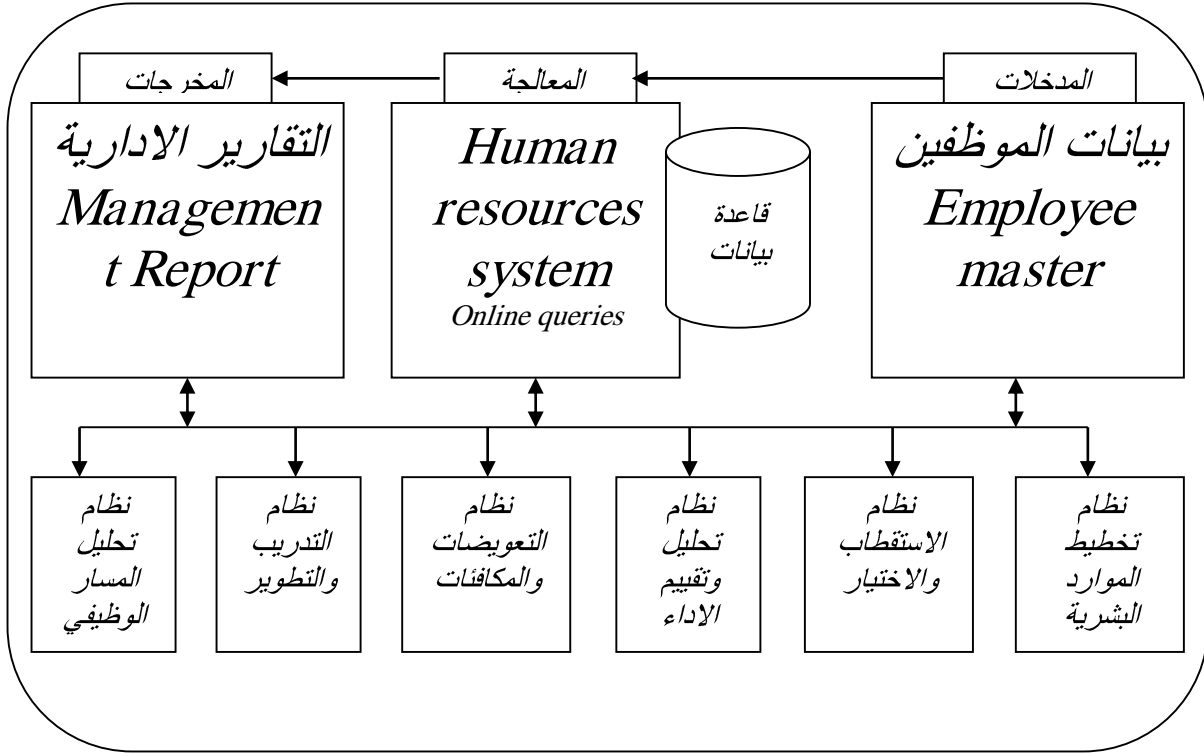 المدخلات
المعالجة
المخرجات
بيانات الموظفين
Employee
master
قاعدة
بيانات
Human
resources
system
Online queries
التقارير الادارية
Managemen
t Report
نظام
تخطيط
الموارد
البشرية
نظام
الاستقطاب
والاختيار
نظام
تحليل
وتقييم
الاداء
نظام
التعويضات
والمكافئات
نظام
التدريب
والتطوير
نظام
تحليل
المسار
الوظيفي